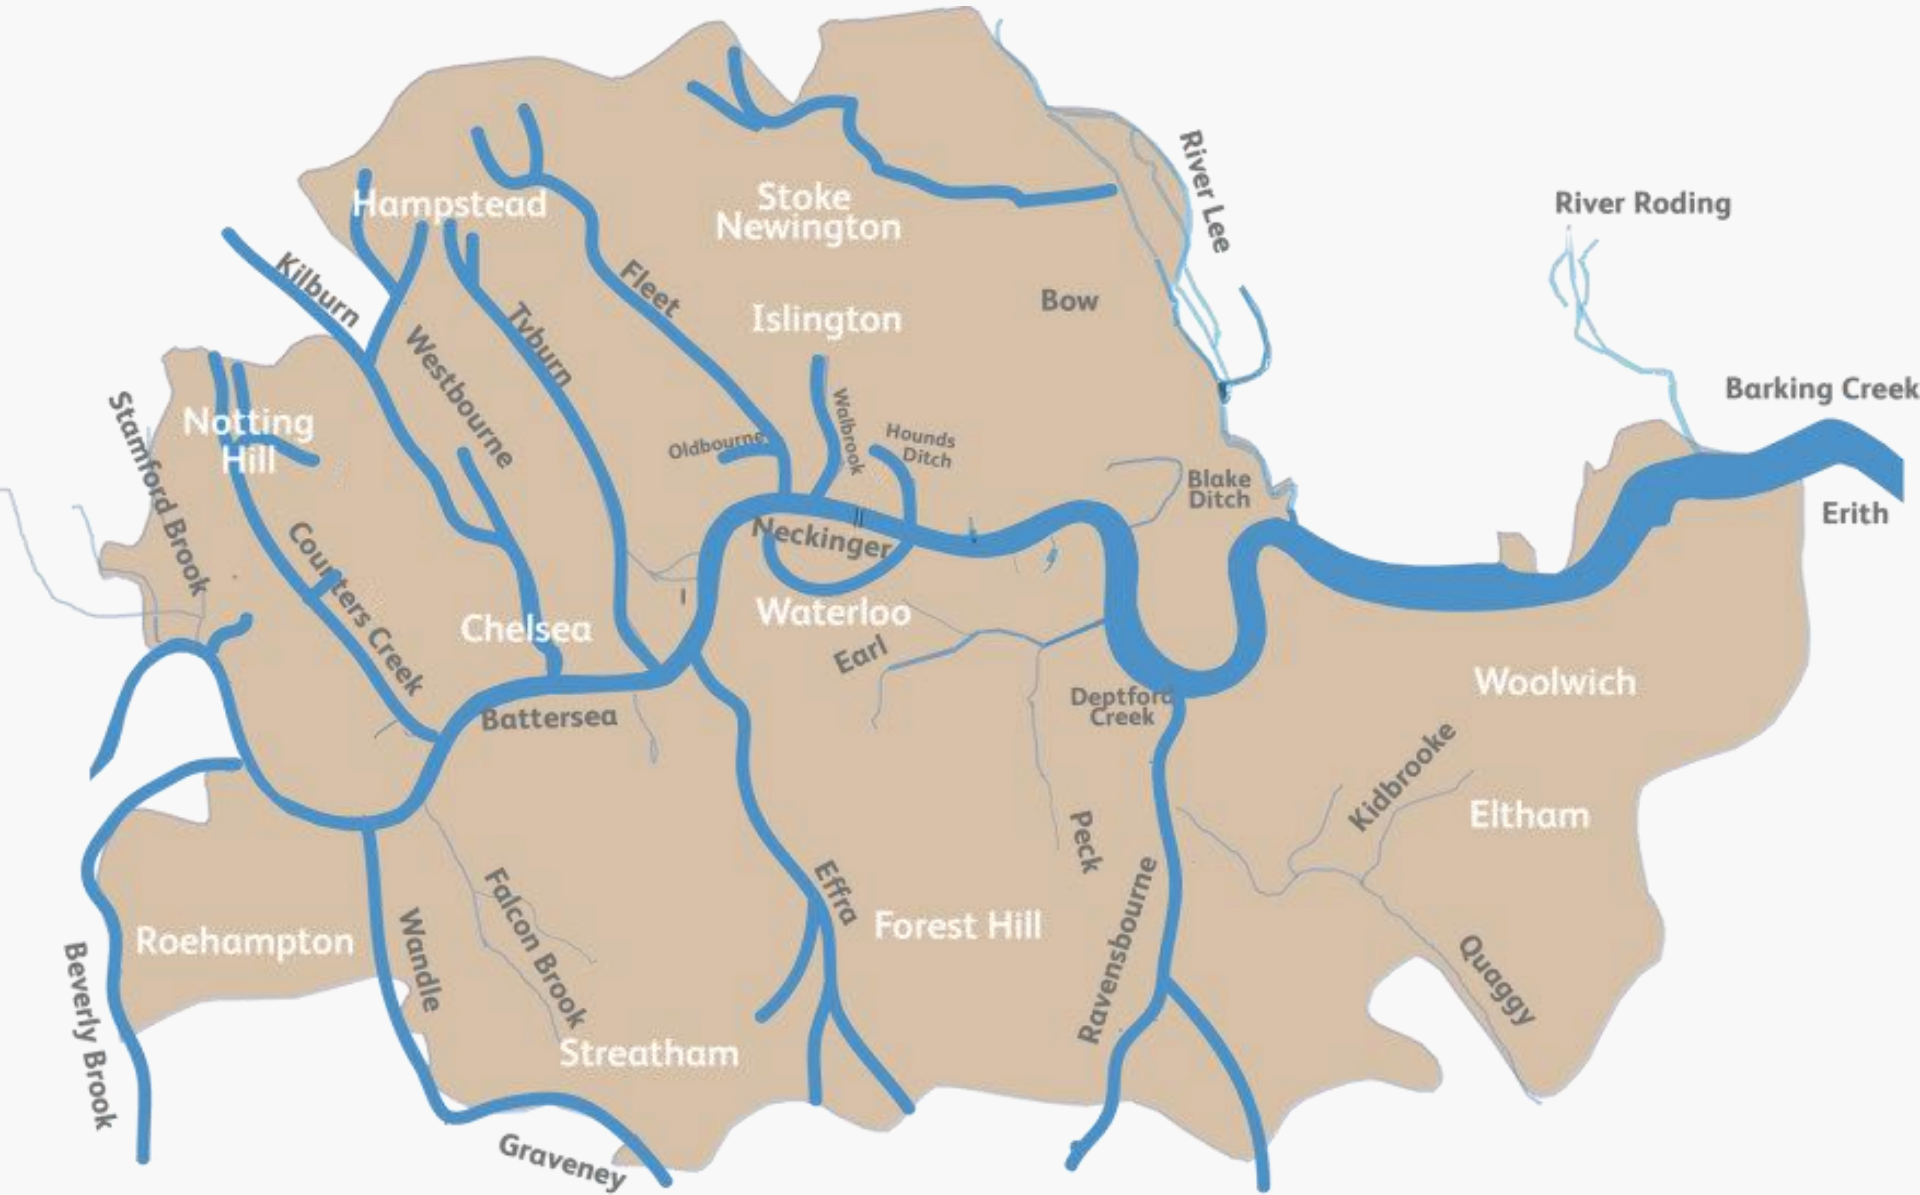 River Lee
Stoke
Newington
Hampstead
River Roding
Kilburn
Fleet
Bow
Islington
Tyburn
Westbourne
Barking Creek
Stamford Brook
Notting
Hill
Walbrook
Oldbourne
Hounds
Ditch
Blake
Ditch
Erith
Neckinger
Counters Creek
Chelsea
Waterloo
Earl
Woolwich
Deptford
Creek
Battersea
Kidbrooke
Eltham
Peck
Effra
Falcon Brook
Forest Hill
Ravensbourne
Roehampton
Wandle
Quaggy
Beverly Brook
Streatham
Graveney